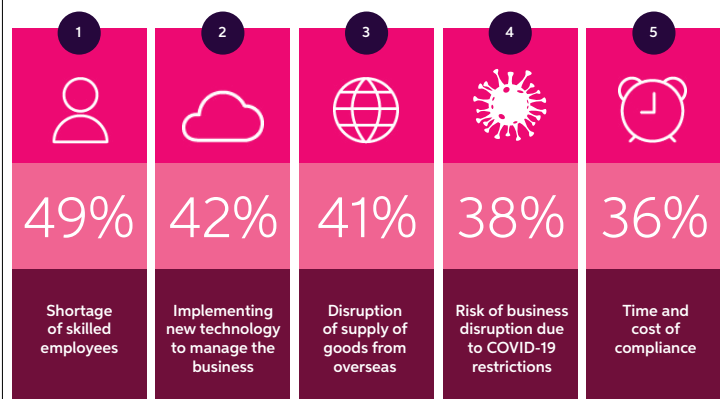 1
2
3
4
5
49%
42%
41%
38%
36%
Shortage
of skilled
employees
Implementing
new technology
to manage the
business
Disruption
of supply of
goods from
overseas
Risk of business
disruption due
to COVID-19
restrictions
Time and
cost of
compliance